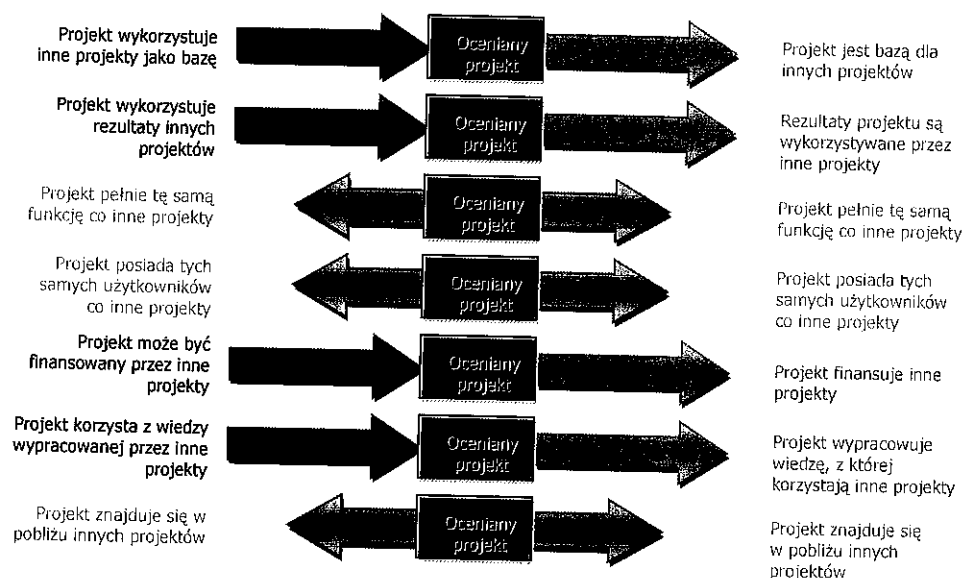 Projekt wykorzystuje
inne projekty jako bazę
Oceniany
projekt
Projekt jest bazą dla
innych projektów
Projekt wykorzystuje
rezultaty innych
projektów
Oceniany
projekt
Rezultaty projektu są
wykorzystywane przez
inne projekty
Projekt pełnie tę samą
funkcję co inne projekty
Oceniany
projekt
Projekt pełnie tę samą
funkcję co inne projekty
Projekt posiada tych
samych użytkowników
co inne projekty
Oceniany
projekt
Projekt posiada tych
samych użytkowników
co inne projekty
Projekt może być
finansowany przez inne
projekty
Oceniany
projekt
Projekt finansuje inne
projekty
Projekt korzysta z wiedzy
wypracowanej przez inne
projekty
Oceniany
projekt
Projekt wypracowuje
wiedzę, z której
korzystają inne projekty
Projekt znajduje się w
pobliżu innych projektów
Oceniany
projekt
Projekt znajduje się
w pobliżu innych
projektów